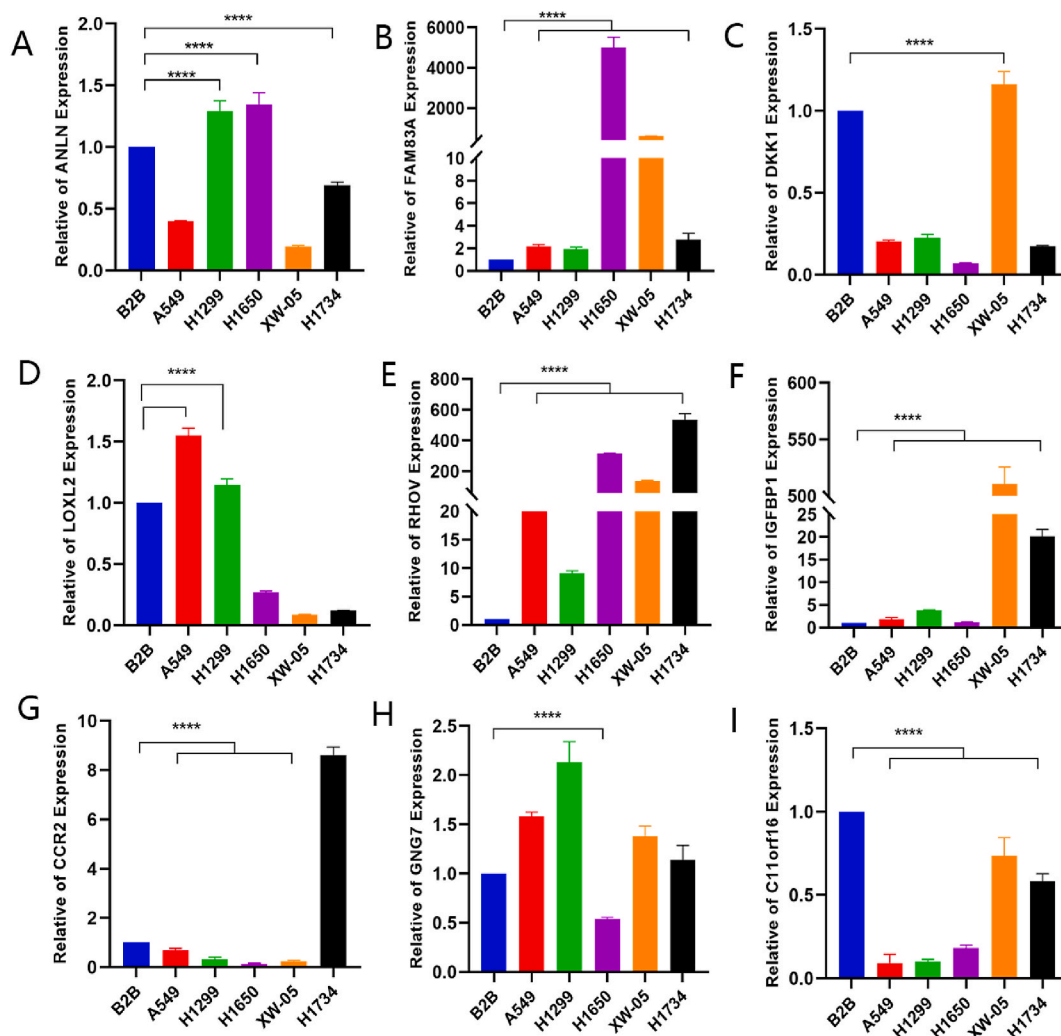 A
Relative of ANLN Expression
2.0
1.5
1.0
0.5
0.0
****
****
****
B2B
A549
H1299
H1650
XW-05
H1734
B
Relative of FAM83A Expression
6000
4000
2000
10
8
6
4
2
0
****
B2B
A549
H1299
H1650
XW-05
H1734
C
Relative of DKK1 Expression
1.5
1.0
0.5
0.0
****
B2B
A549
H1299
H1650
XW-05
H1734
D
Relative of LOXL2 Expression
2.0
1.5
1.0
0.5
0.0
****
B2B
A549
H1299
H1650
XW-05
H1734
E
Relative of RHOV Expression
800
600
400
200
20
15
10
5
0
****
B2B
A549
H1299
H1650
XW-05
H1734
F
Relative of IGFBP1 Expression
600
550
500
25
20
15
10
5
0
****
B2B
A549
H1299
H1650
XW-05
H1734
G
Relative of CCR2 Expression
10
8
6
4
2
0
****
B2B
A549
H1299
H1650
XW-05
H1734
H
Relative of GNG7 Expression
2.5
2.0
1.5
1.0
0.5
0.0
****
B2B
A549
H1299
H1650
XW-05
H1734
I
Relative of C11orf16 Expression
1.5
1.0
0.5
0.0
****
B2B
A549
H1299
H1650
XW-05
H1734